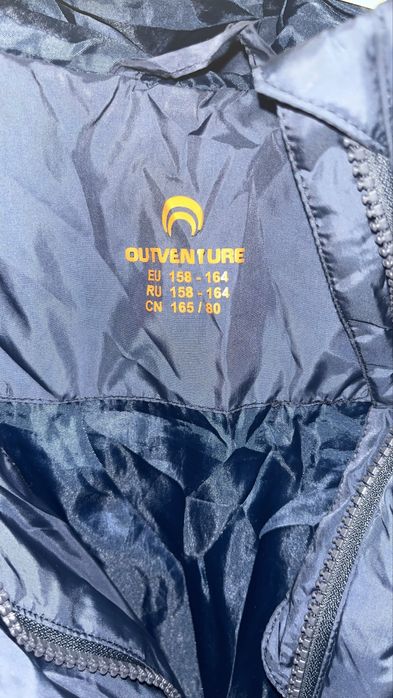 OUTVENTURE
EU 158 - 164
RU 158 - 164
CN 165 / 80